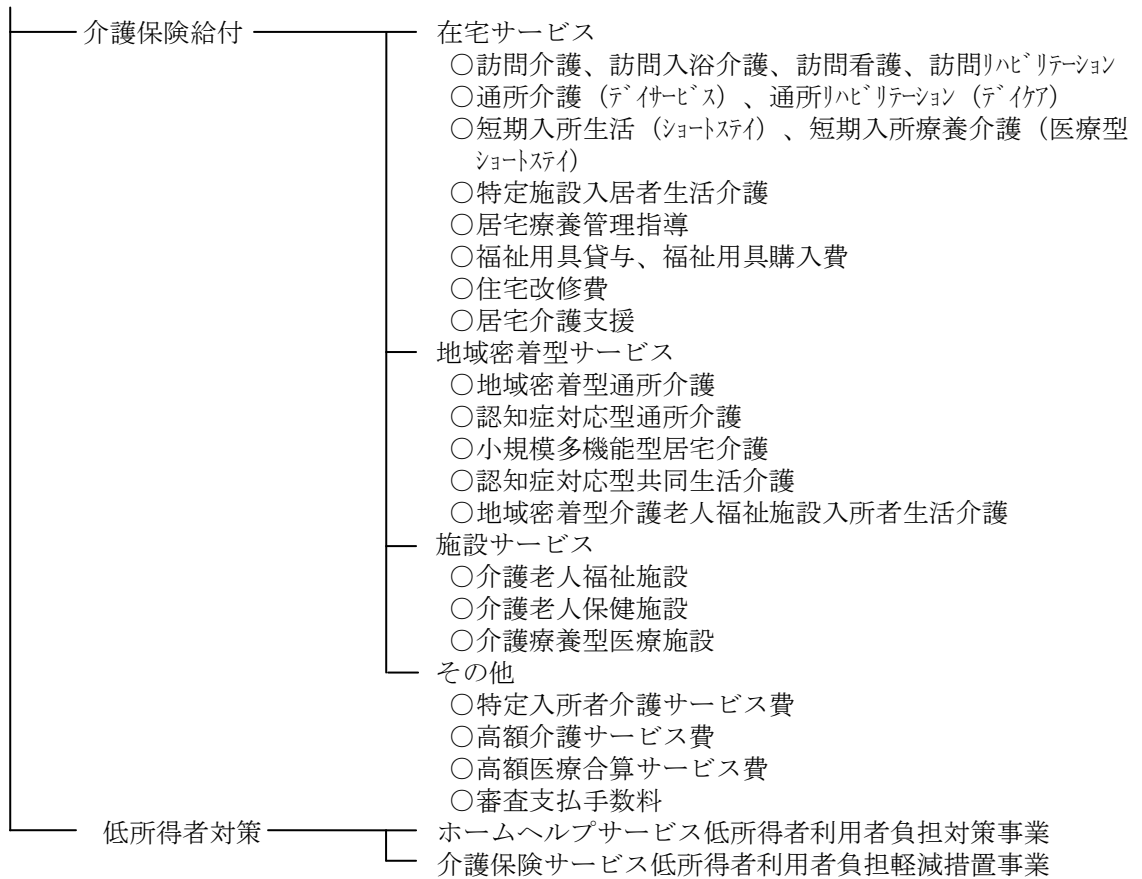 介護保険給付 在宅サービス
○訪問介護、訪問入浴介護、訪問看護、訪問ﾘﾊﾋﾞﾘﾃｰｼｮﾝ
○通所介護（ﾃﾞｲｻｰﾋﾞｽ）、通所ﾘﾊﾋﾞﾘﾃｰｼｮﾝ（ﾃﾞｲｹｱ）
○短期入所生活（ｼｮｰﾄｽﾃｲ）、短期入所療養介護（医療型
ｼｮｰﾄｽﾃｲ）
○特定施設入居者生活介護
○居宅療養管理指導
○福祉用具貸与、福祉用具購入費
○住宅改修費
○居宅介護支援
地域密着型サービス
○地域密着型通所介護
○認知症対応型通所介護
○小規模多機能型居宅介護
○認知症対応型共同生活介護
○地域密着型介護老人福祉施設入所者生活介護
施設サービス
○介護老人福祉施設
○介護老人保健施設
○介護療養型医療施設
その他
○特定入所者介護サービス費
○高額介護サービス費
○高額医療合算サービス費
○審査支払手数料
低所得者対策 ホームヘルプサービス低所得者利用者負担対策事業
介護保険サービス低所得者利用者負担軽減措置事業